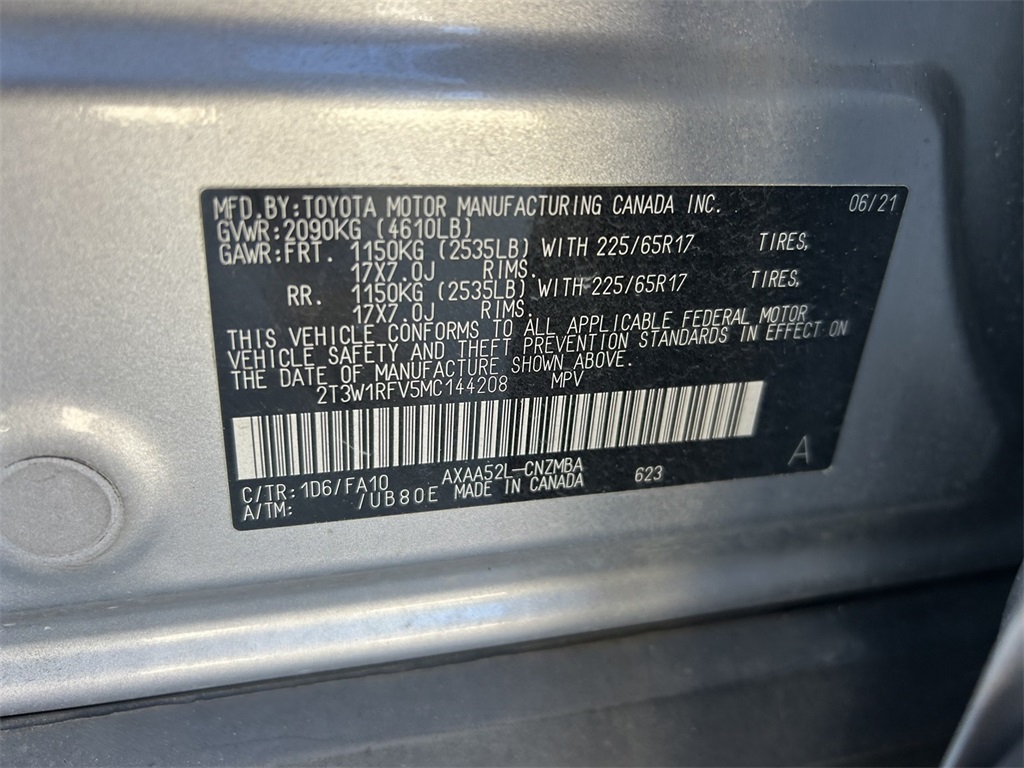 MFD.BY:TOYOTA MOTOR MANUFACTURING CANADA INC. 06/21
GVWR:2090KG (4610LB)
GAWR:FRT. 1150KG (2535LB) WITH 225/65R17 TIRES,
17X7.0J RIMS.
RR. 1150KG (2535LB) WITH 225/65R17 TIRES,
17X7.0J RIMS.
THIS VEHICLE CONFORMS TO ALL APPLICABLE FEDERAL MOTOR
VEHICLE SAFETY AND THEFT PREVENTION STANDARDS IN EFFECT ON
THE DATE OF MANUFACTURE SHOWN ABOVE.
2T3W1RFV5MC144208 MPV
C/TR:1D6/FA10 AXAA52L-CNZMBA 623 A
A/TM: /UB80E MADE IN CANADA